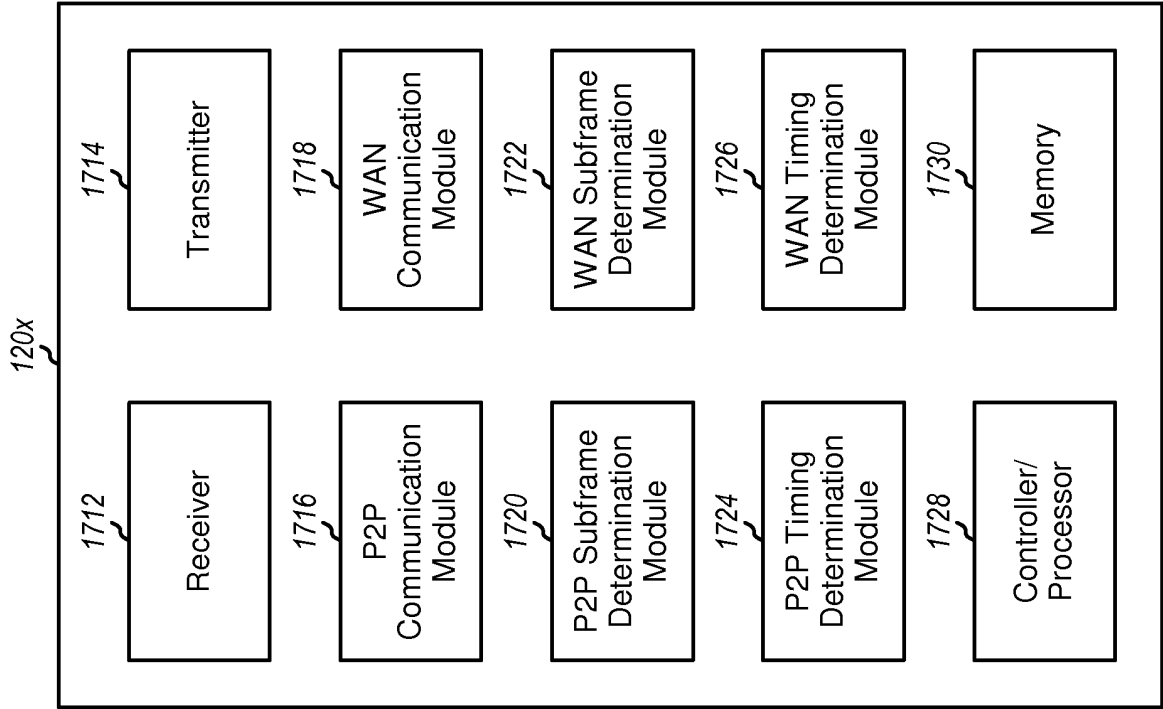 120x
1712
Receiver
1714
Transmitter
1716
P2P
Communication
Module
1718
WAN
Communication
Module
1720
P2P Subframe
Determination
Module
1722
WAN Subframe
Determination
Module
1724
P2P Timing
Determination
Module
1726
WAN Timing
Determination
Module
1728
Controller/
Processor
1730
Memory